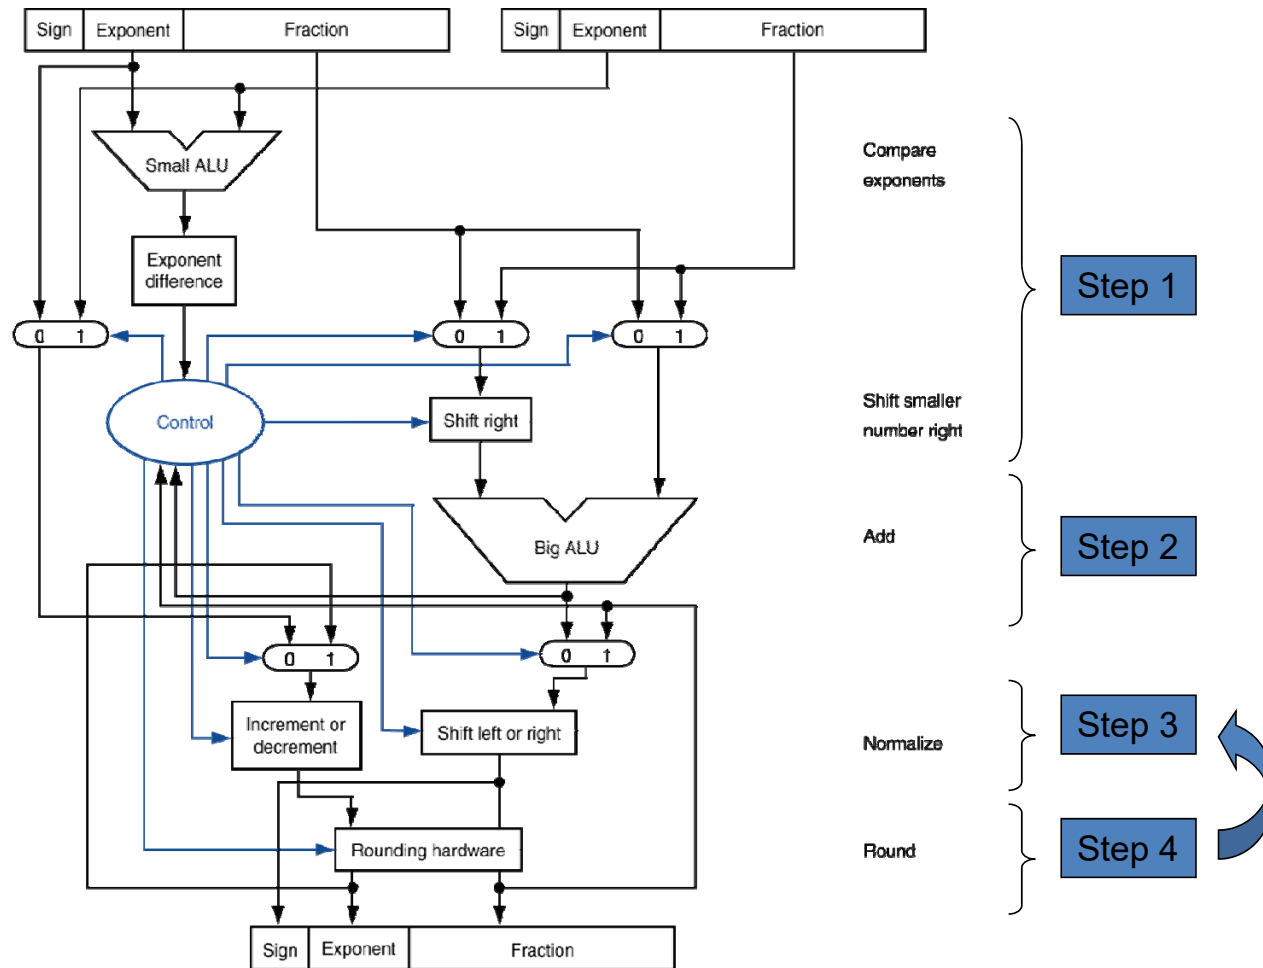 Sign Exponent Fraction Sign Exponent Fraction
Small ALU
Compare
exponents
Exponent
difference
Step 1
0 1 0 1 0 1
Control
Shift right
Shift smaller
number right
Add
Big ALU
Step 2
0 1 0 1
Increment or
decrement
Shift left or right
Normalize
Step 3
Rounding hardware
Round
Step 4
Sign Exponent Fraction